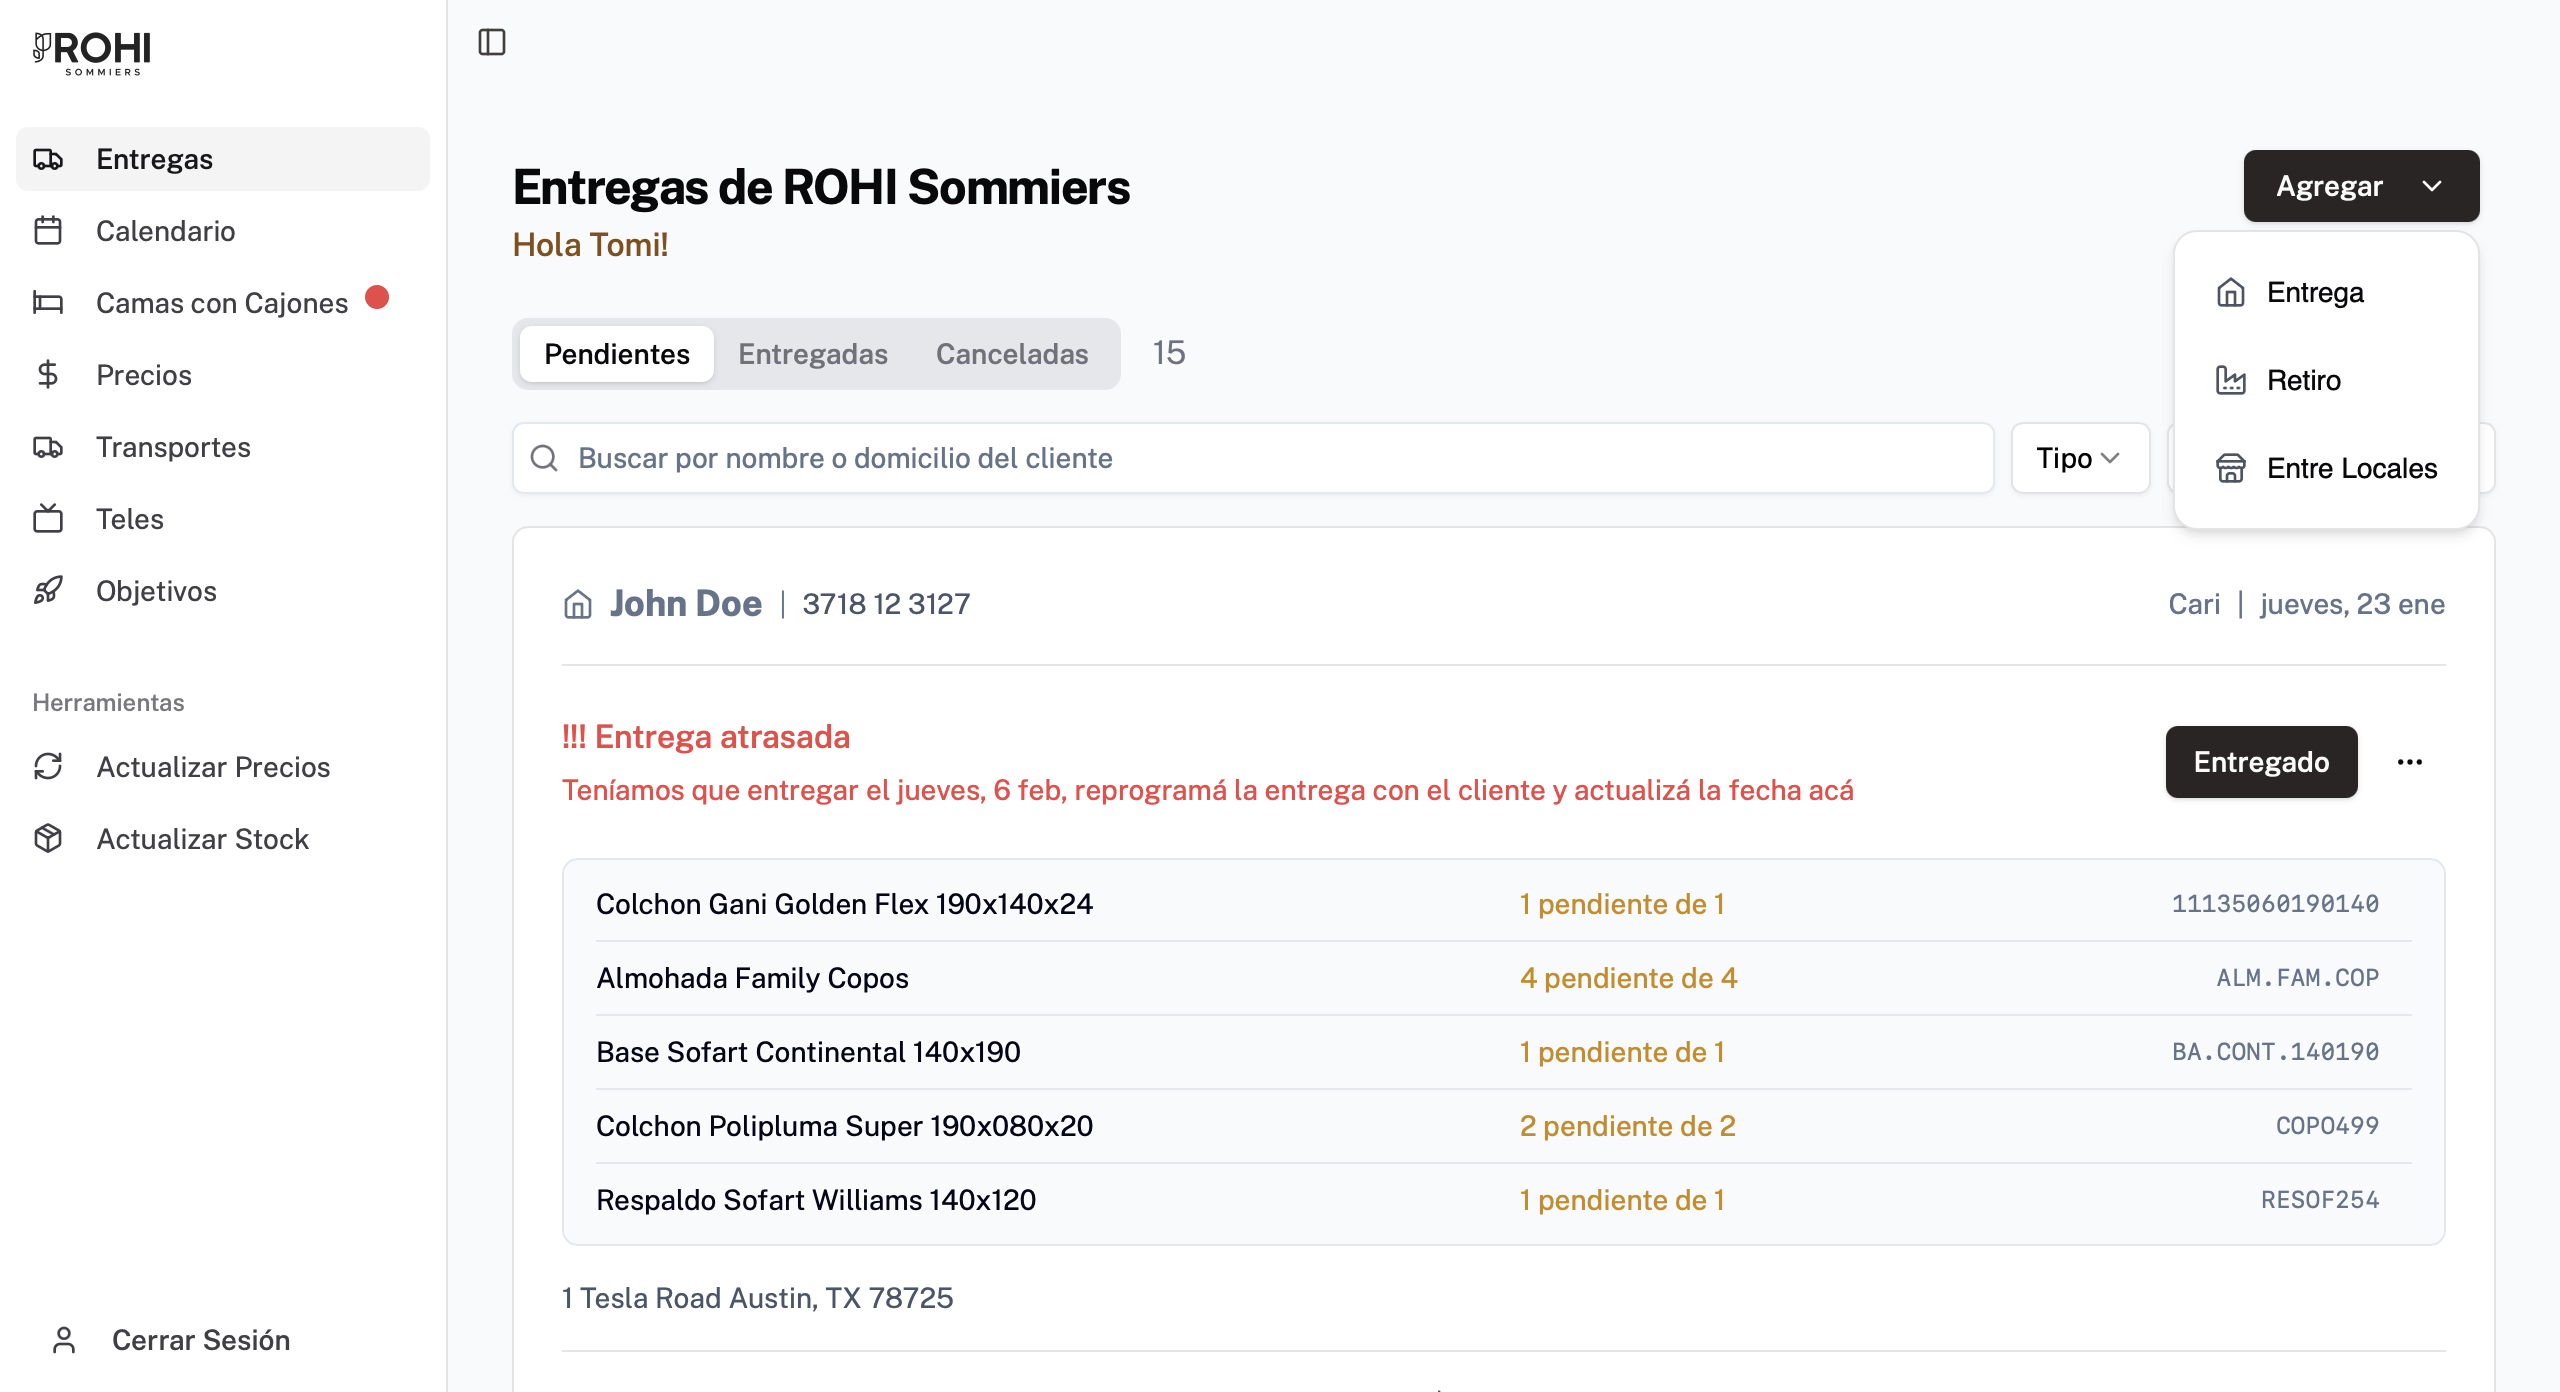 ROHI
SOMMIERS
Entregas
Calendario
Camas con Cajones
Precios
Transportes
Teles
Objetivos
Herramientas
Actualizar Precios
Actualizar Stock
Cerrar Sesión
Entregas de ROHI Sommiers
Hola Tomi!
Agregar
Entrega
Retiro
Entre Locales
Pendientes Entregadas Canceladas 15
Buscar por nombre o domicilio del cliente
Tipo
John Doe | 3718 12 3127
Cari | jueves, 23 ene
!!! Entrega atrasada
Teníamos que entregar el jueves, 6 feb, reprogramá la entrega con el cliente y actualizá la fecha acá
Entregado
Colchon Gani Golden Flex 190x140x24 1 pendiente de 1 11135060190140
Almohada Family Copos 4 pendiente de 4 ALM.FAM.COP
Base Sofart Continental 140x190 1 pendiente de 1 BA.CONT.140190
Colchon Polipluma Super 190x080x20 2 pendiente de 2 COPO499
Respaldo Sofart Williams 140x120 1 pendiente de 1 RESOF254
1 Tesla Road Austin, TX 78725